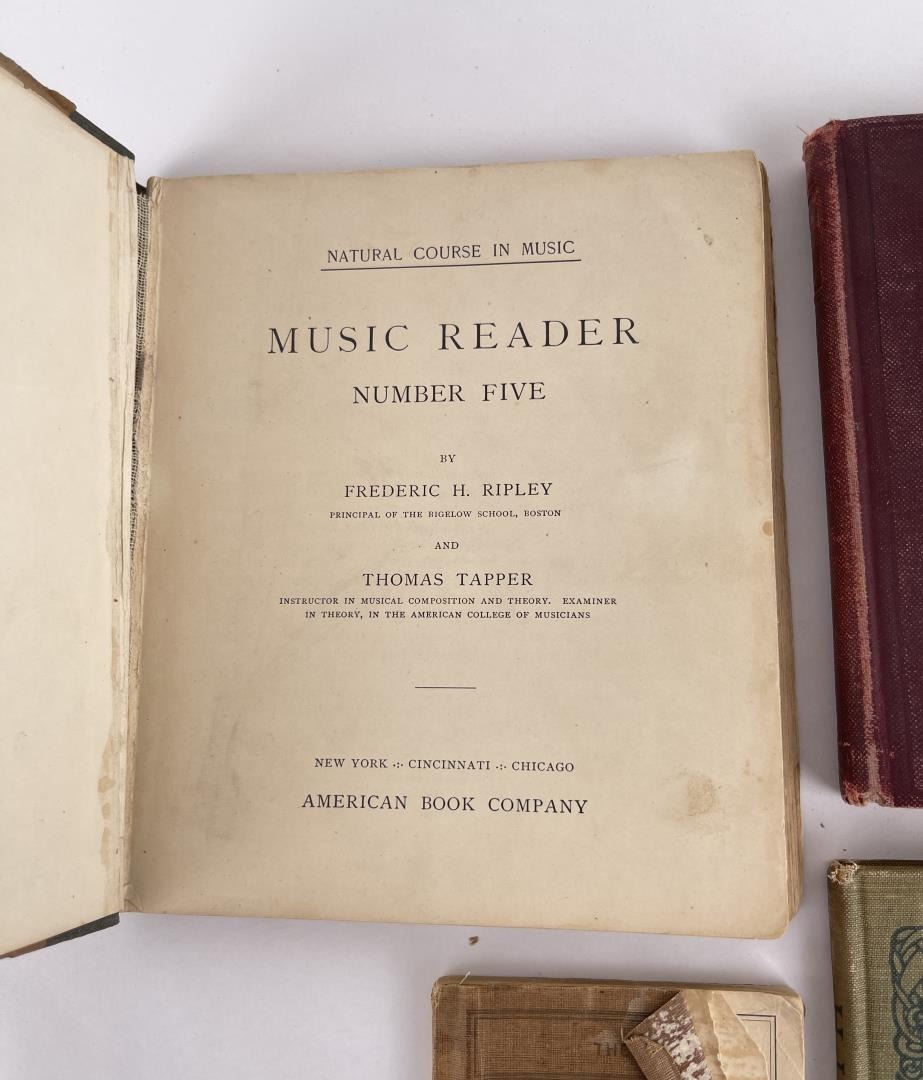 NATURAL COURSE IN MUSIC
MUSIC READER
NUMBER FIVE
BY
FREDERIC H. RIPLEY
PRINCIPAL OF THE BIGELOW SCHOOL, BOSTON
AND
THOMAS TAPPER
INSTRUCTOR IN MUSICAL COMPOSITION AND THEORY. EXAMINER
IN THEORY, IN THE AMERICAN COLLEGE OF MUSICIANS
NEW YORK .:. CINCINNATI .:. CHICAGO
AMERICAN BOOK COMPANY